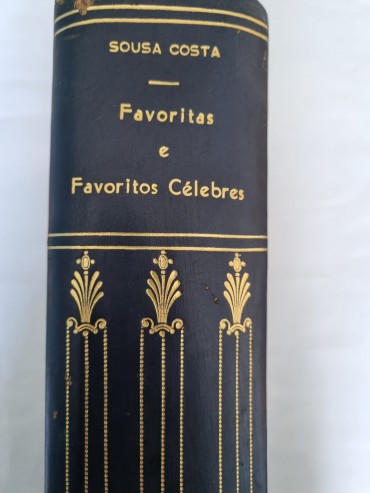 SOUSA COSTA
Favoritas
e
Favoritos Célebres